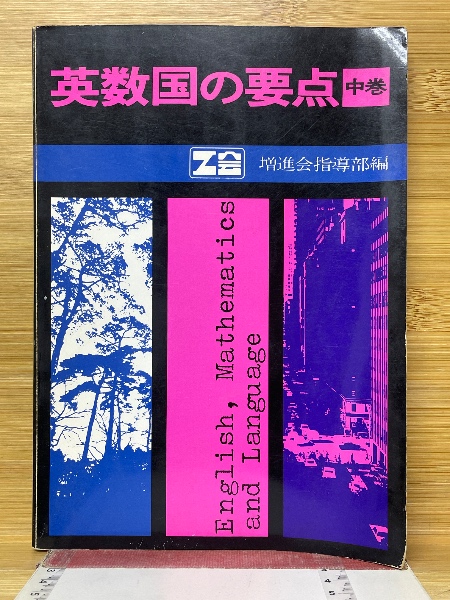 英数国の要点 中巻
Z会 増進会指導部編
English, Mathematics
and Language